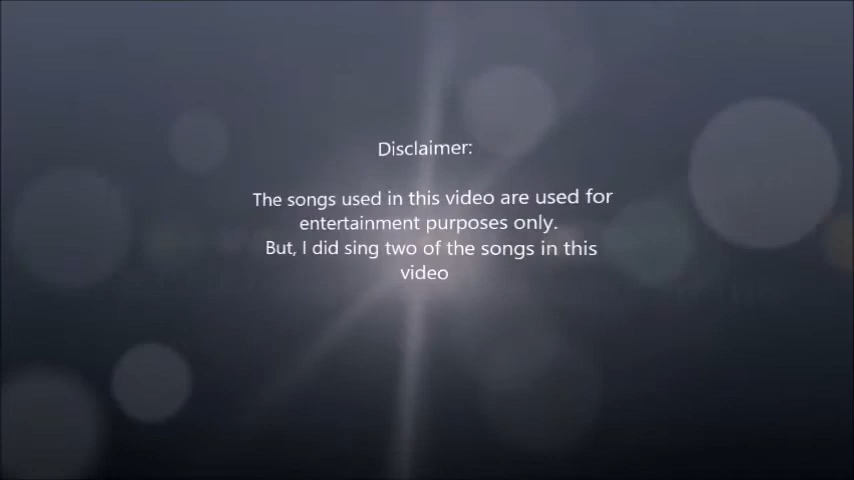 Disclaimer:
The songs used in this video are used for
entertainment purposes only.
But, I did sing two of the songs in this
video